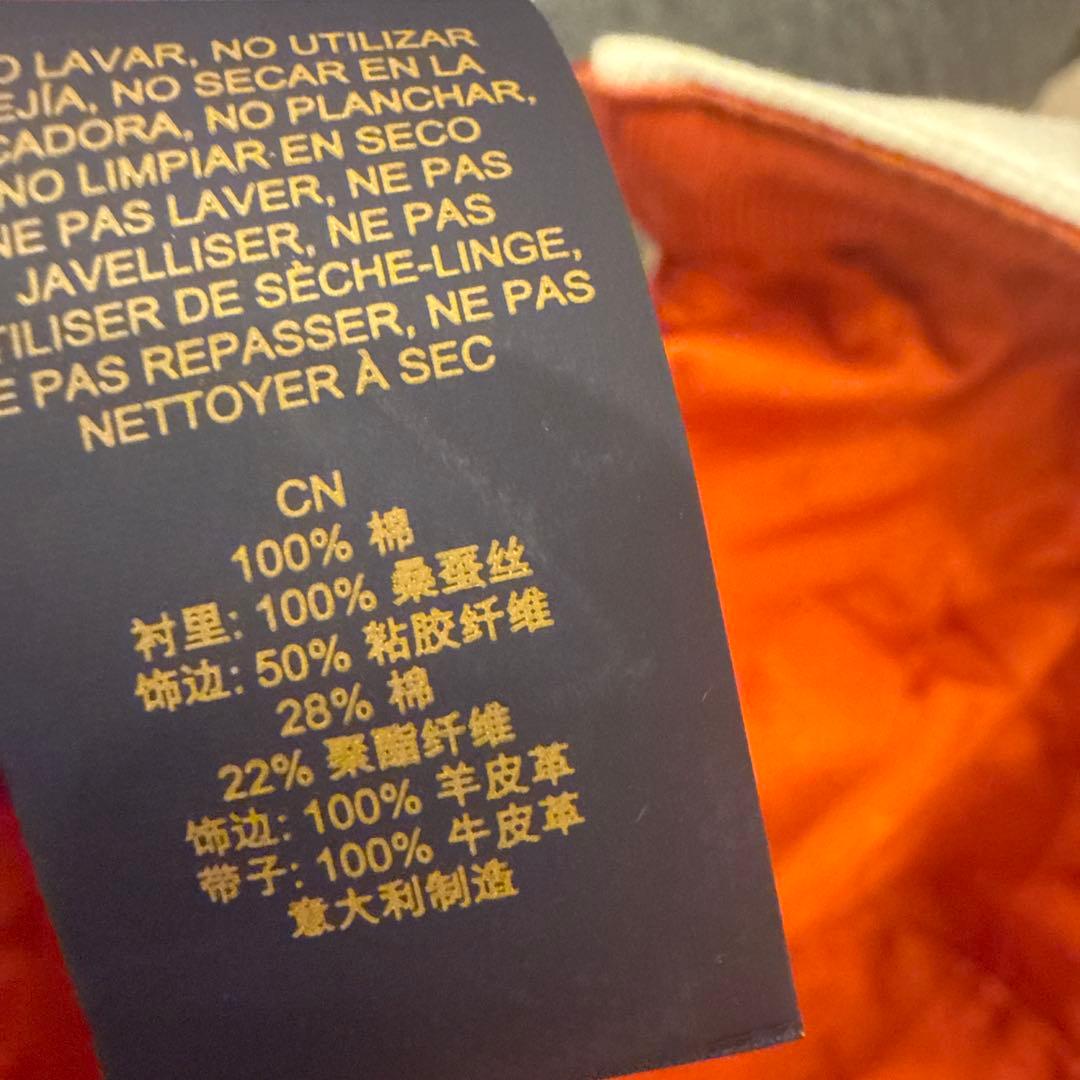 LAVAR, NO UTILIZAR
EJÍA, NO SECAR EN LA
CADORA, NO PLANCHAR,
NO LIMPIAR EN SECO
NE PAS LAVER, NE PAS
JAVELLISER, NE PAS
TILISER DE SÈCHE-LINGE,
E PAS REPASSER, NE PAS
NETTOYER À SEC
CN
100% 棉
衬里: 100% 桑蚕丝
饰边: 50% 粘胶纤维
28% 棉
22% 聚酯纤维
饰边: 100% 羊皮革
带子: 100% 牛皮革
意大利制造